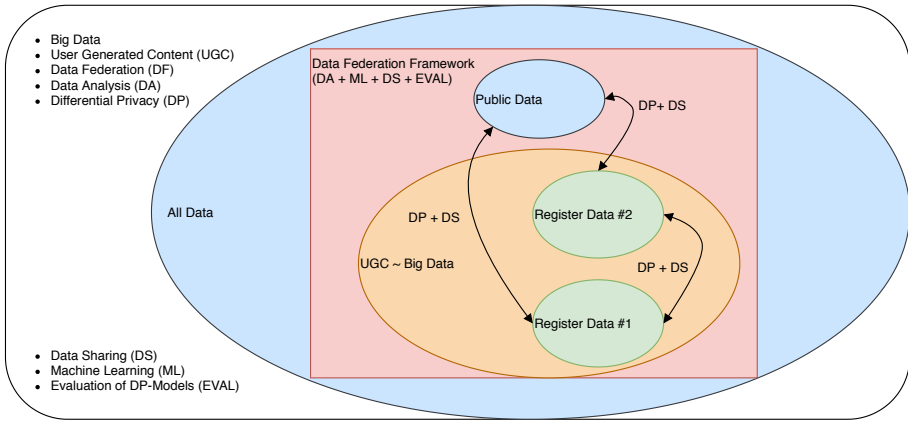 • Big Data
• User Generated Content (UGC)
• Data Federation (DF)
• Data Analysis (DA)
• Differential Privacy (DP)
Data Federation Framework
(DA + ML + DS + EVAL)
Public Data
DP+ DS
All Data
Register Data #2
DP + DS
UGC ~ Big Data
DP + DS
Register Data #1
• Data Sharing (DS)
• Machine Learning (ML)
• Evaluation of DP-Models (EVAL)